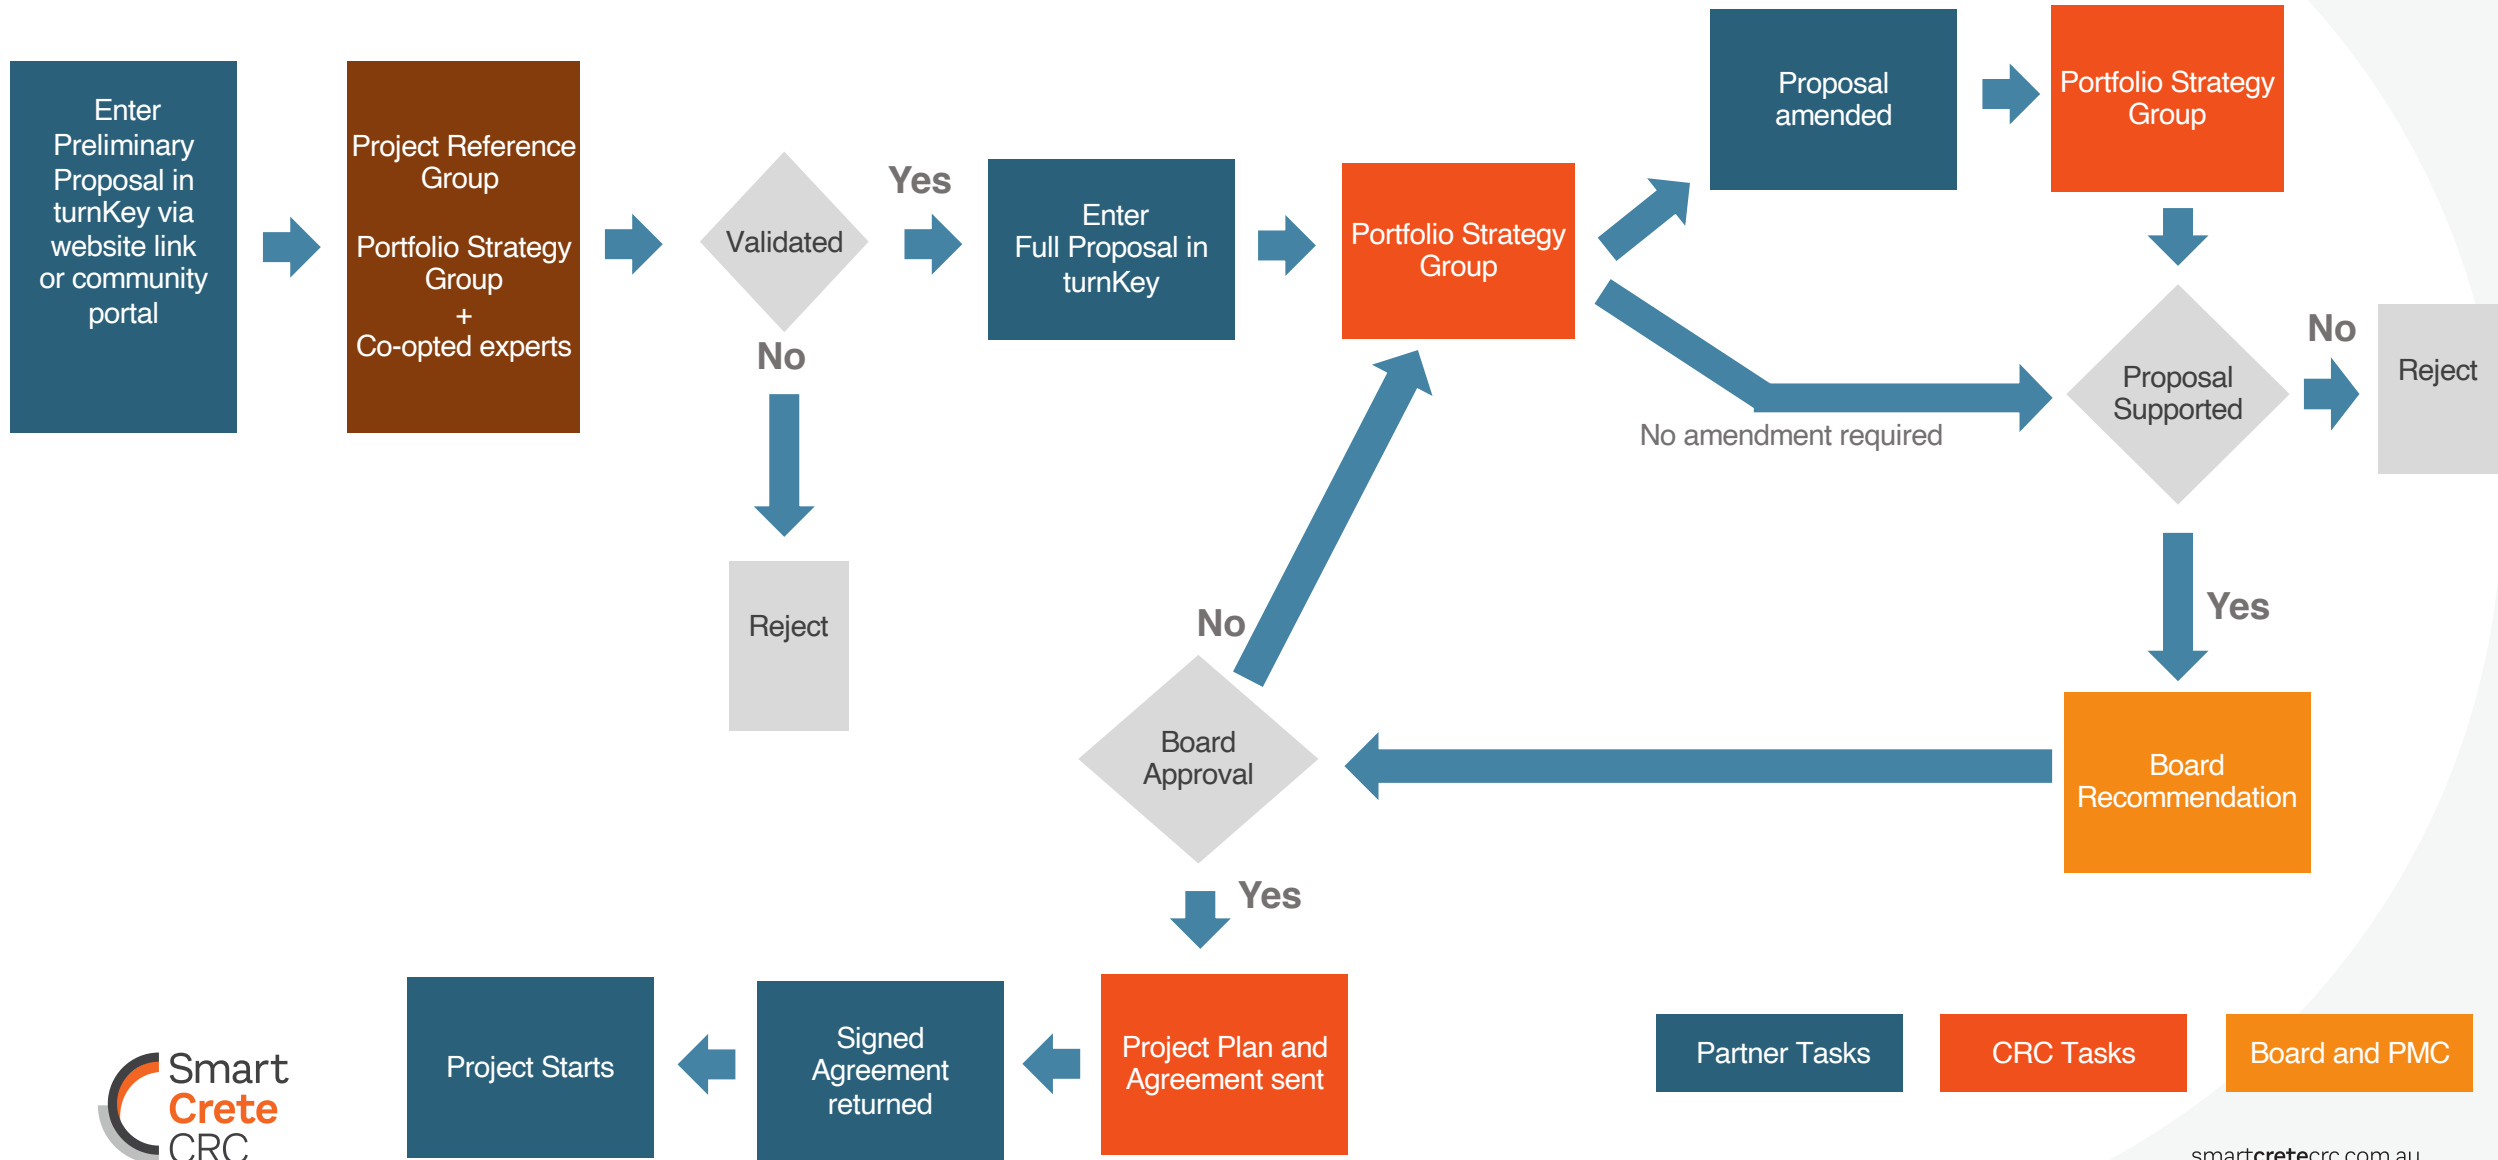 Enter
Preliminary
Proposal in
turnKey via
website link
or community
portal
Project Reference
Group
Portfolio Strategy
Group
+
Co-opted experts
Validated
Yes
No
Reject
Enter
Full Proposal in
turnKey
Portfolio Strategy
Group
Proposal
amended
Portfolio Strategy
Group
No amendment required
Proposal
Supported
No
Reject
Yes
Board
Recommendation
Board
Approval
No
Yes
Project Plan and
Agreement sent
Signed
Agreement
returned
Project Starts
Partner Tasks
CRC Tasks
Board and PMC
Smart
Crete
CRC
smartcretecrc.com.au